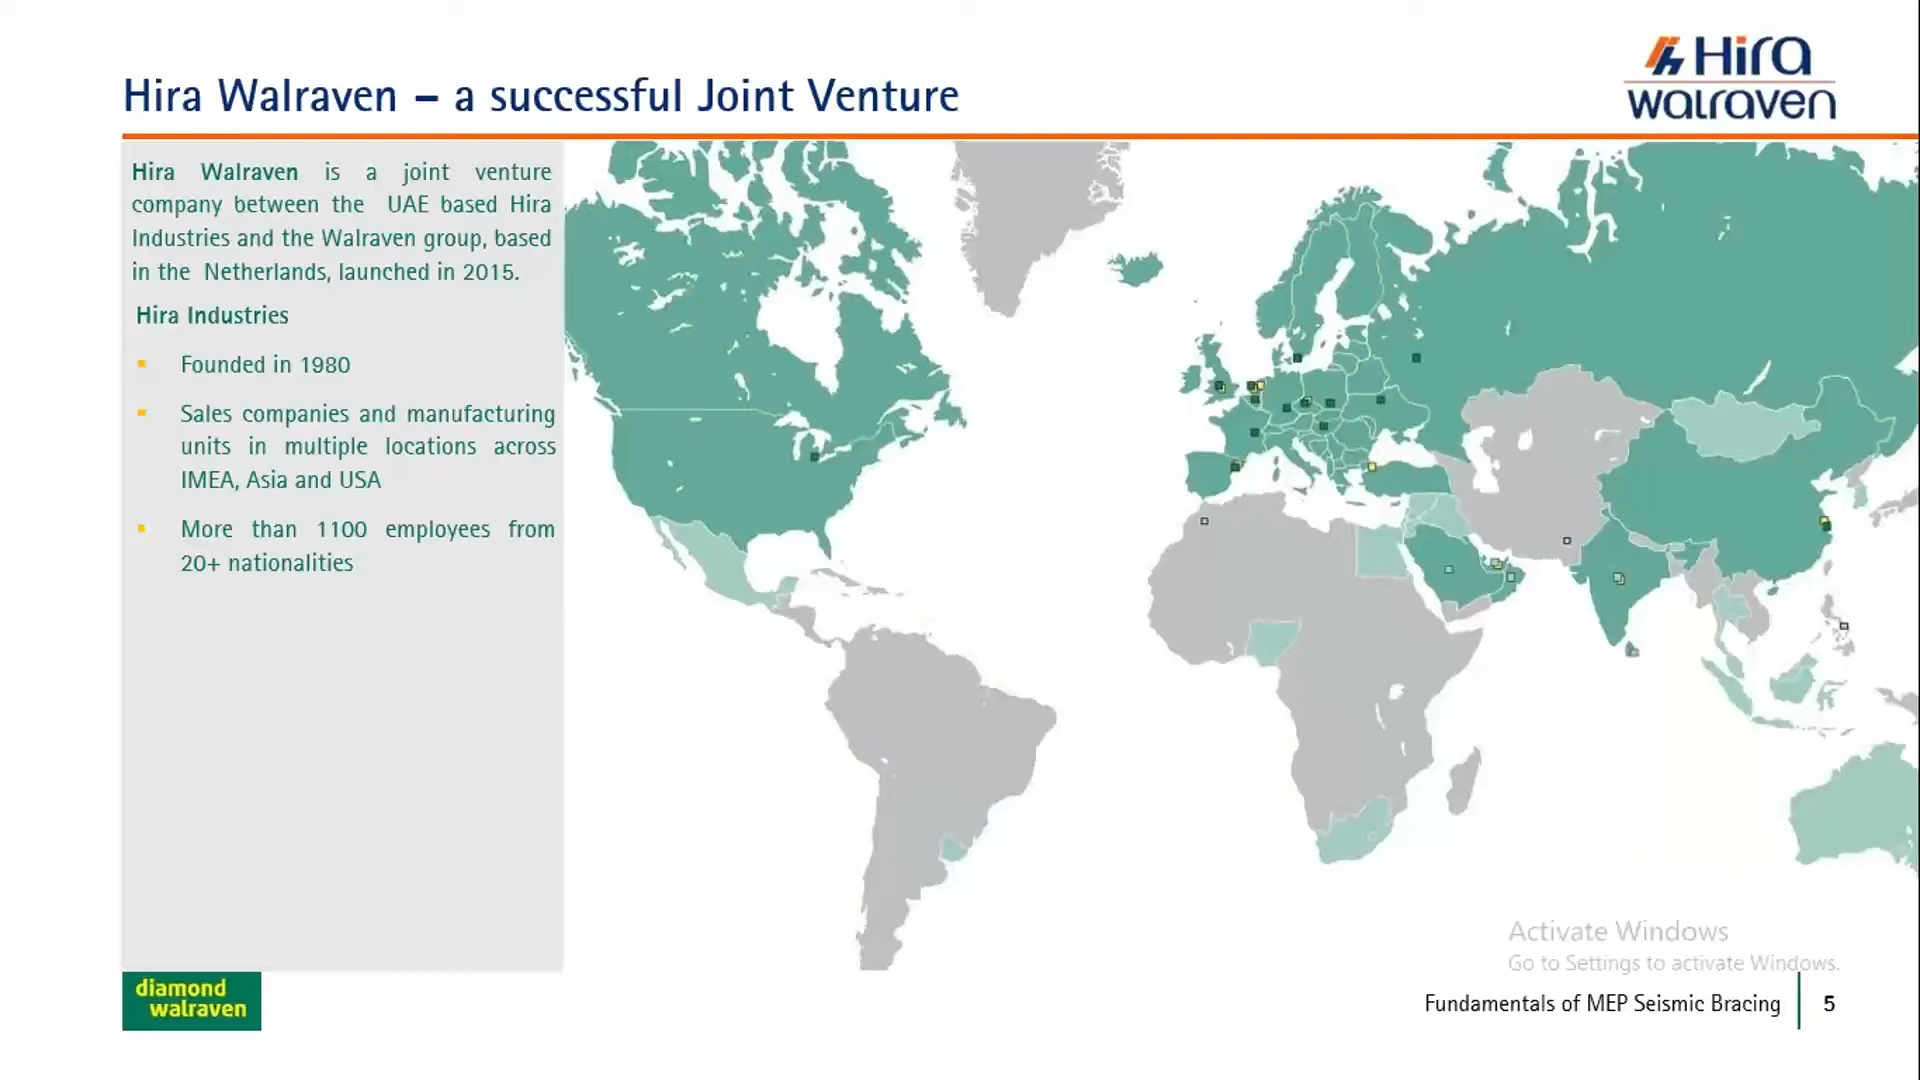 Hira
walraven
Hira Walraven – a successful Joint Venture
Hira Walraven is a joint venture
company between the UAE based Hira
Industries and the Walraven group, based
in the Netherlands, launched in 2015.
Hira Industries
▪ Founded in 1980
▪ Sales companies and manufacturing
units in multiple locations across
IMEA, Asia and USA
▪ More than 1100 employees from
20+ nationalities
Activate Windows
Go to Settings to activate Windows.
diamond
walraven
Fundamentals of MEP Seismic Bracing 5